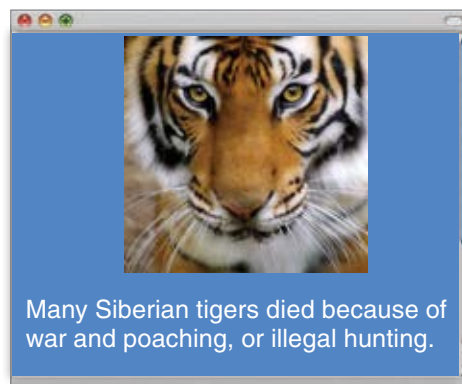 Many Siberian tigers died because of
war and poaching, or illegal hunting.